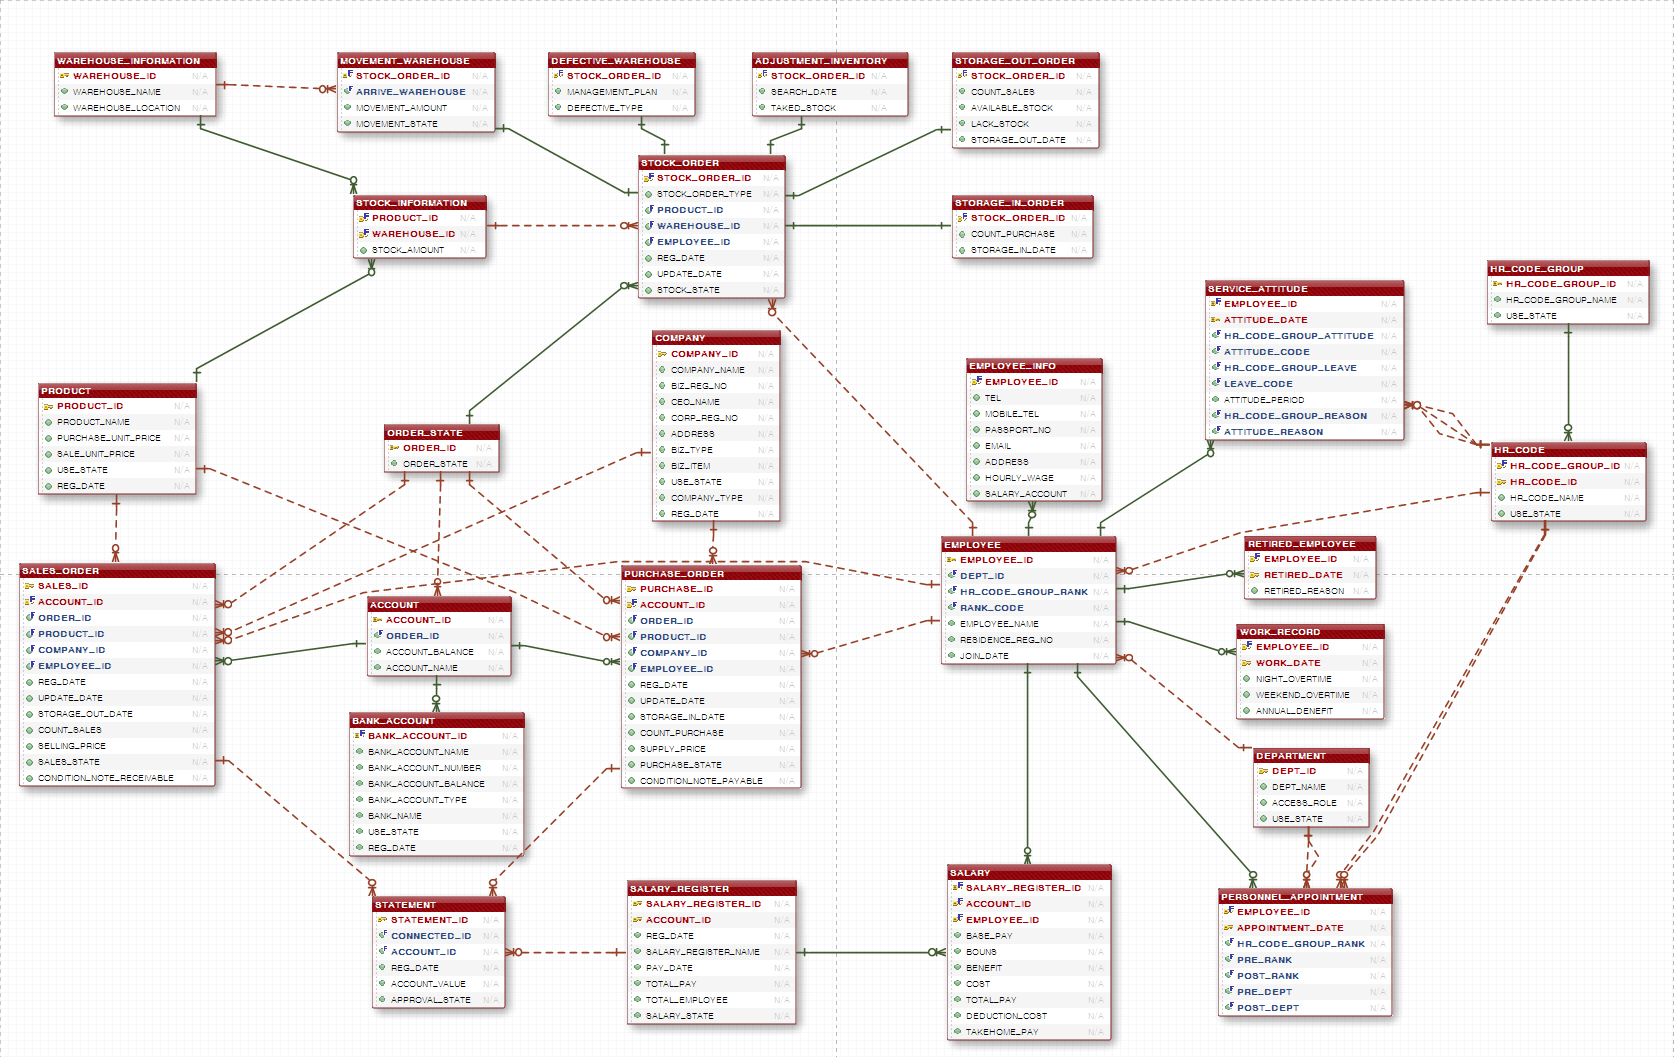 WAREHOUSE_INFORMATION
WAREHOUSE_ID N/A
WAREHOUSE_NAME N/A
WAREHOUSE_LOCATION N/A
MOVEMENT_WAREHOUSE
STOCK_ORDER_ID N/A
ARRIVE_WAREHOUSE N/A
MOVEMENT_AMOUNT N/A
MOVEMENT_STATE N/A
DEFECTIVE_WAREHOUSE
STOCK_ORDER_ID N/A
MANAGEMENT_PLAN N/A
DEFECTIVE_TYPE N/A
ADJUSTMENT_INVENTORY
STOCK_ORDER_ID N/A
SEARCH_DATE N/A
TAKED_STOCK N/A
STORAGE_OUT_ORDER
STOCK_ORDER_ID N/A
COUNT_SALES N/A
AVAILABLE_STOCK N/A
LACK_STOCK N/A
STORAGE_OUT_DATE N/A
STOCK_ORDER
STOCK_ORDER_ID N/A
STOCK_ORDER_TYPE N/A
PRODUCT_ID N/A
WAREHOUSE_ID N/A
EMPLOYEE_ID N/A
REG_DATE N/A
UPDATE_DATE N/A
STOCK_STATE N/A
STOCK_INFORMATION
PRODUCT_ID N/A
WAREHOUSE_ID N/A
STOCK_AMOUNT N/A
STORAGE_IN_ORDER
STOCK_ORDER_ID N/A
COUNT_PURCHASE N/A
STORAGE_IN_DATE N/A
HR_CODE_GROUP
HR_CODE_GROUP_ID N/A
HR_CODE_GROUP_NAME N/A
USE_STATE N/A
SERVICE_ATTITUDE
EMPLOYEE_ID N/A
ATTITUDE_DATE N/A
HR_CODE_GROUP_ATTITUDE N/A
ATTITUDE_CODE N/A
HR_CODE_GROUP_LEAVE N/A
LEAVE_CODE N/A
ATTITUDE_PERIOD N/A
HR_CODE_GROUP_REASON N/A
ATTITUDE_REASON N/A
COMPANY
COMPANY_ID N/A
COMPANY_NAME N/A
BIZ_REG_NO N/A
CEO_NAME N/A
CORP_REG_NO N/A
ADDRESS N/A
BIZ_TYPE N/A
BIZ_ITEM N/A
USE_STATE N/A
COMPANY_TYPE N/A
REG_DATE N/A
EMPLOYEE_INFO
EMPLOYEE_ID N/A
TEL N/A
MOBILE_TEL N/A
PASSPORT_NO N/A
EMAIL N/A
ADDRESS N/A
HOURLY_WAGE N/A
SALARY_ACCOUNT N/A
PRODUCT
PRODUCT_ID N/A
PRODUCT_NAME N/A
PURCHASE_UNIT_PRICE N/A
SALE_UNIT_PRICE N/A
USE_STATE N/A
REG_DATE N/A
ORDER_STATE
ORDER_ID N/A
ORDER_STATE N/A
HR_CODE
HR_CODE_GROUP_ID N/A
HR_CODE_ID N/A
HR_CODE_NAME N/A
USE_STATE N/A
EMPLOYEE
EMPLOYEE_ID N/A
DEPT_ID N/A
HR_CODE_GROUP_RANK N/A
RANK_CODE N/A
EMPLOYEE_NAME N/A
RESIDENCE_REG_NO N/A
JOIN_DATE N/A
RETIRED_EMPLOYEE
EMPLOYEE_ID N/A
RETIRED_DATE N/A
RETIRED_REASON N/A
SALES_ORDER
SALES_ID N/A
ACCOUNT_ID N/A
ORDER_ID N/A
PRODUCT_ID N/A
COMPANY_ID N/A
EMPLOYEE_ID N/A
REG_DATE N/A
UPDATE_DATE N/A
STORAGE_OUT_DATE N/A
COUNT_SALES N/A
SELLING_PRICE N/A
SALES_STATE N/A
CONDITION_NOTE_RECEIVABLE N/A
ACCOUNT
ACCOUNT_ID N/A
ORDER_ID N/A
ACCOUNT_BALANCE N/A
ACCOUNT_NAME N/A
PURCHASE_ORDER
PURCHASE_ID N/A
ACCOUNT_ID N/A
ORDER_ID N/A
PRODUCT_ID N/A
COMPANY_ID N/A
EMPLOYEE_ID N/A
REG_DATE N/A
UPDATE_DATE N/A
STORAGE_IN_DATE N/A
COUNT_PURCHASE N/A
SUPPLY_PRICE N/A
PURCHASE_STATE N/A
CONDITION_NOTE_PAYABLE N/A
WORK_RECORD
EMPLOYEE_ID N/A
WORK_DATE N/A
NIGHT_OVERTIME N/A
WEEKEND_OVERTIME N/A
ANNUAL_DENEFIT N/A
BANK_ACCOUNT
BANK_ACCOUNT_ID N/A
BANK_ACCOUNT_NAME N/A
BANK_ACCOUNT_NUMBER N/A
BANK_ACCOUNT_BALANCE N/A
BANK_ACCOUNT_TYPE N/A
BANK_NAME N/A
USE_STATE N/A
REG_DATE N/A
DEPARTMENT
DEPT_ID N/A
DEPT_NAME N/A
ACCESS_ROLE N/A
USE_STATE N/A
STATEMENT
STATEMENT_ID N/A
CONNECTED_ID N/A
ACCOUNT_ID N/A
REG_DATE N/A
ACCOUNT_VALUE N/A
APPROVAL_STATE N/A
SALARY_REGISTER
SALARY_REGISTER_ID N/A
ACCOUNT_ID N/A
REG_DATE N/A
SALARY_REGISTER_NAME N/A
PAY_DATE N/A
TOTAL_PAY N/A
TOTAL_EMPLOYEE N/A
SALARY_STATE N/A
SALARY
SALARY_REGISTER_ID N/A
ACCOUNT_ID N/A
EMPLOYEE_ID N/A
BASE_PAY N/A
BOUNS N/A
BENEFIT N/A
COST N/A
TOTAL_PAY N/A
DEDUCTION_COST N/A
TAKEHOME_PAY N/A
PERSONNEL_APPOINTMENT
EMPLOYEE_ID N/A
APPOINTMENT_DATE N/A
HR_CODE_GROUP_RANK N/A
PRE_RANK N/A
POST_RANK N/A
PRE_DEPT N/A
POST_DEPT N/A